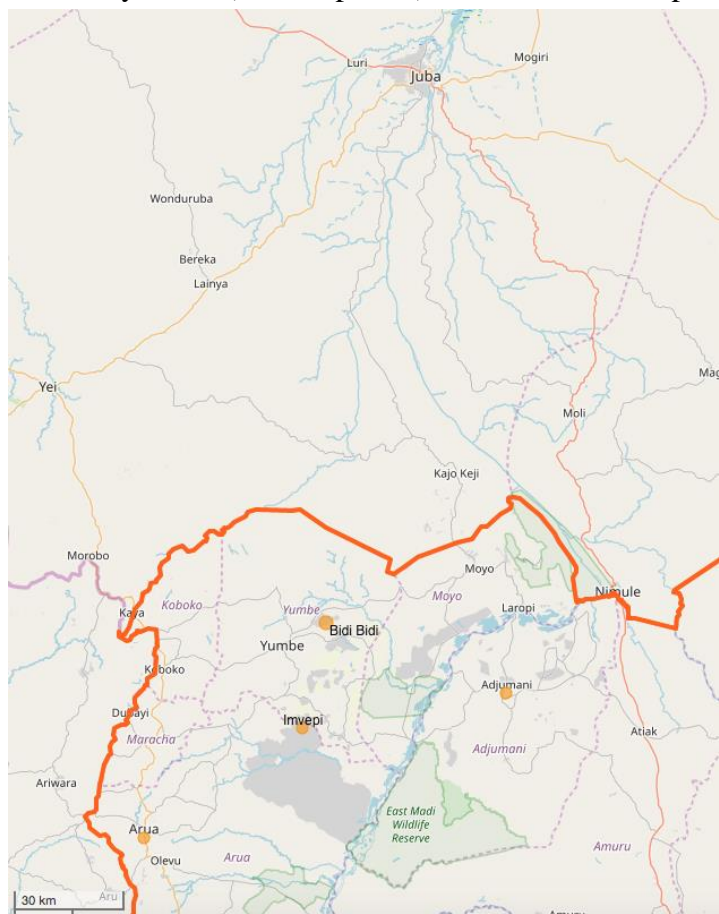 Mogiri
Luri
Juba
Wonduruba
Bereka
Lainya
Yei
Mag
Moli
Kajo Keji
Morobo
Moyo
Nimule
Koboko
Yumbe
Moyo
Kaya
Laropi
Bidi Bidi
Yumbe
Koboko
Adjumani
Imvepi
Atiak
Maracha
Adjumani
Ariwara
East Madi
Wildlife
Reserve
Arua
Amuru
Olevu
Arua
Aru
30 km